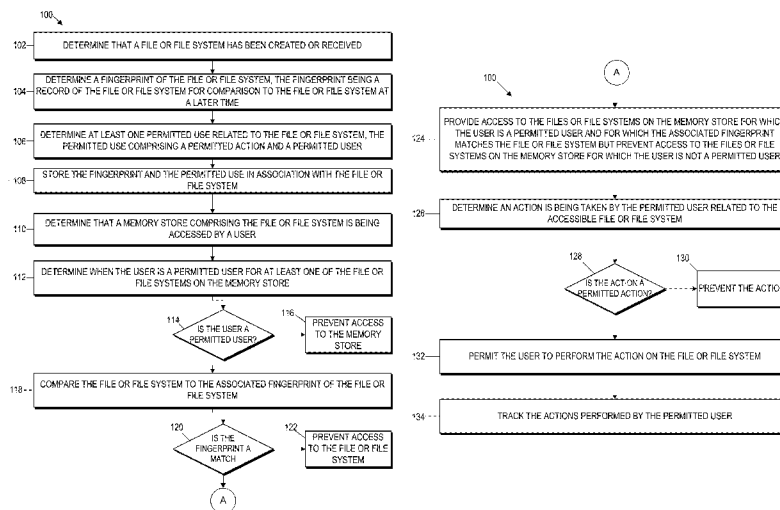 100
102
DETERMINE THAT A FILE OR FILE SYSTEM HAS BEEN CREATED OR RECEIVED
104
DETERMINE A FINGERPRINT OF THE FILE OR FILE SYSTEM, THE FINGERPRINT BEING A
RECORD OF THE FILE OR FILE SYSTEM FOR COMPARISON TO THE FILE OR FILE SYSTEM AT
A LATER TIME
106
DETERMINE AT LEAST ONE PERMITTED USE RELATED TO THE FILE OR FILE SYSTEM, THE
PERMITTED USE COMPRISING A PERMITTED ACTION AND A PERMITTED USER
108
STORE THE FINGERPRINT AND THE PERMITTED USE IN ASSOCIATION WITH THE FILE OR
FILE SYSTEM
110
DETERMINE THAT A MEMORY STORE COMPRISING THE FILE OR FILE SYSTEM IS BEING
ACCESSED BY A USER
112
DETERMINE WHEN THE USER IS A PERMITTED USER FOR AT LEAST ONE OF THE FILE OR
FILE SYSTEMS ON THE MEMORY STORE
114
IS THE USER A
PERMITTED USER?
116
PREVENT ACCESS
TO THE MEMORY
STORE
118
COMPARE THE FILE OR FILE SYSTEM TO THE ASSOCIATED FINGERPRINT OF THE FILE OR
FILE SYSTEM
120
IS THE
FINGERPRINT A
MATCH
122
PREVENT ACCESS
TO THE FILE OR FILE
SYSTEM
A
100
A
124
PROVIDE ACCESS TO THE FILES OR FILE SYSTEMS ON THE MEMORY STORE FOR WHICH
THE USER IS A PERMITTED USER AND FOR WHICH THE ASSOCIATED FINGERPRINT
MATCHES THE FILE OR FILE SYSTEM BUT PREVENT ACCESS TO THE FILES OR FILE
SYSTEMS ON THE MEMORY STORE FOR WHICH THE USER IS NOT A PERMITTED USER
126
DETERMINE AN ACTION IS BEING TAKEN BY THE PERMITTED USER RELATED TO THE
ACCESSIBLE FILE OR FILE SYSTEM
128
IS THE ACTION A
PERMITTED ACTION?
130
PREVENT THE ACTION
132
PERMIT THE USER TO PERFORM THE ACTION ON THE FILE OR FILE SYSTEM
134
TRACK THE ACTIONS PERFORMED BY THE PERMITTED USER